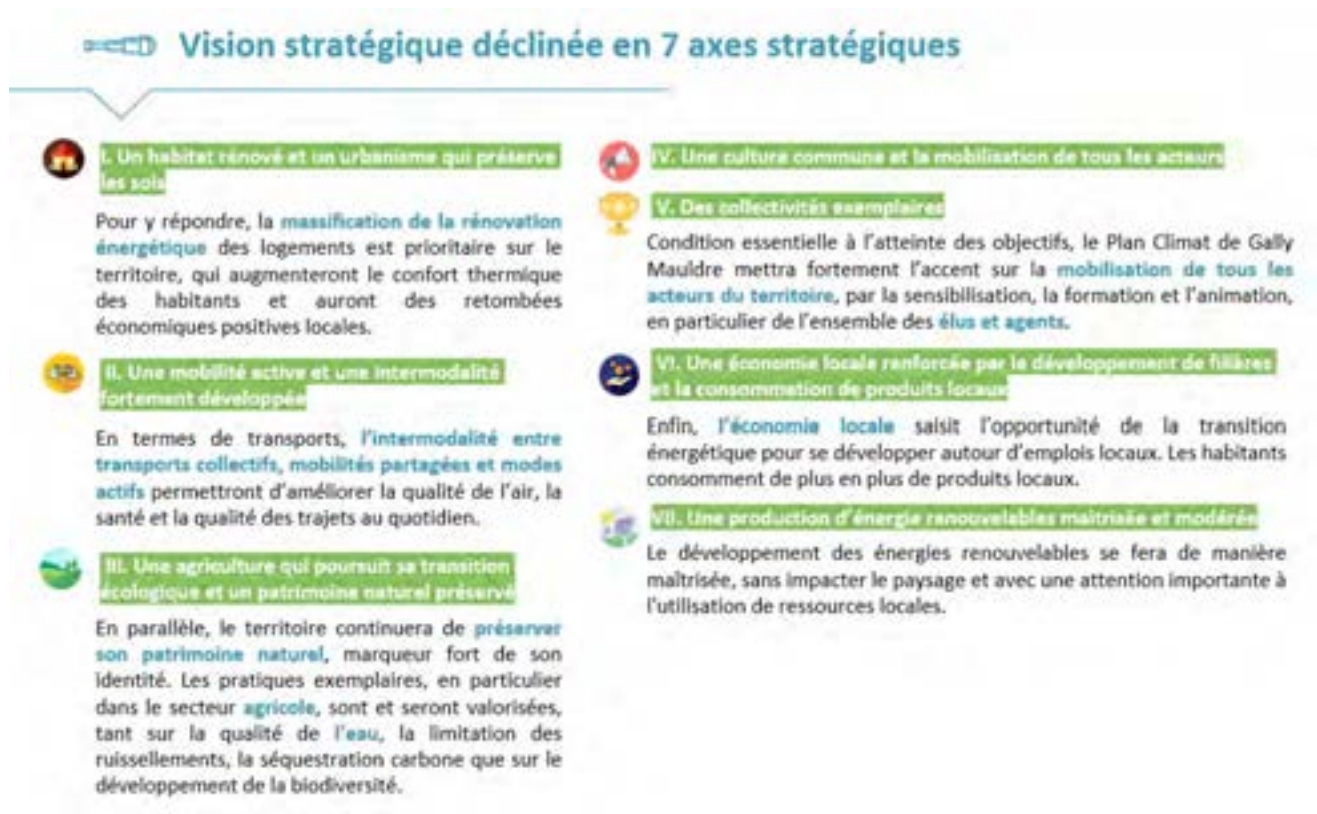 Vision stratégique déclinée en 7 axes stratégiques
I. Un habitat rénové et un urbanisme qui préserve
les sols
Pour y répondre, la massification de la rénovation
énergétique des logements est prioritaire sur le
territoire, qui augmenteront le confort thermique
des habitants et auront des retombées
économiques positives locales.
II. Une mobilité active et une intermodalité
fortement développée
En termes de transports, l'intermodalité entre
transports collectifs, mobilités partagées et modes
actifs permettront d'améliorer la qualité de l'air, la
santé et la qualité des trajets au quotidien.
III. Une agriculture qui poursuit sa transition
écologique et un patrimoine naturel préservé
En parallèle, le territoire continuera de préserver
son patrimoine naturel, marqueur fort de son
identité. Les pratiques exemplaires, en particulier
dans le secteur agricole, sont et seront valorisées,
tant sur la qualité de l'eau, la limitation des
ruissellements, la séquestration carbone que sur le
développement de la biodiversité.
IV. Une culture commune et la mobilisation de tous les acteurs
V. Des collectivités exemplaires
Condition essentielle à l'atteinte des objectifs, le Plan Climat de Gally
Mauldre mettra fortement l'accent sur la mobilisation de tous les
acteurs du territoire, par la sensibilisation, la formation et l'animation,
en particulier de l'ensemble des élus et agents.
VI. Une économie locale renforcée par le développement de filières
et la consommation de produits locaux
Enfin, l'économie locale saisit l'opportunité de la transition
énergétique pour se développer autour d'emplois locaux. Les habitants
consomment de plus en plus de produits locaux.
VII. Une production d'énergie renouvelables maitrisée et modérée
Le développement des énergies renouvelables se fera de manière
maîtrisée, sans impacter le paysage et avec une attention importante à
l'utilisation de ressources locales.